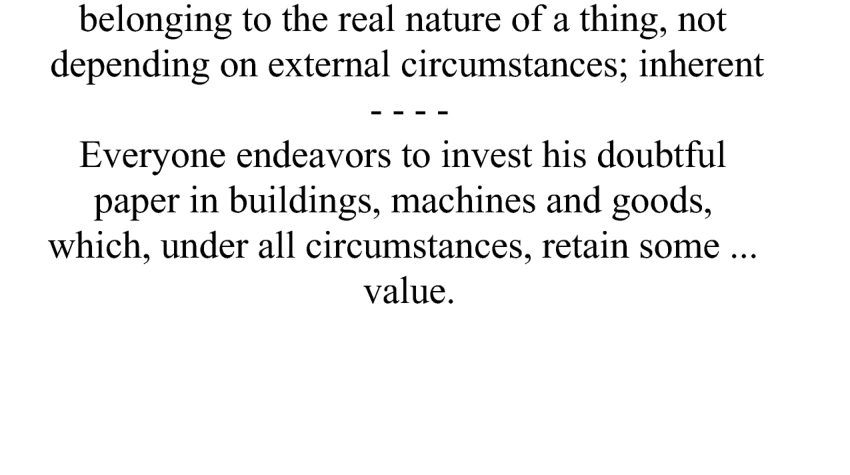 belonging to the real nature of a thing, not
depending on external circumstances; inherent
- - - -
Everyone endeavors to invest his doubtful
paper in buildings, machines and goods,
which, under all circumstances, retain some ...
value.